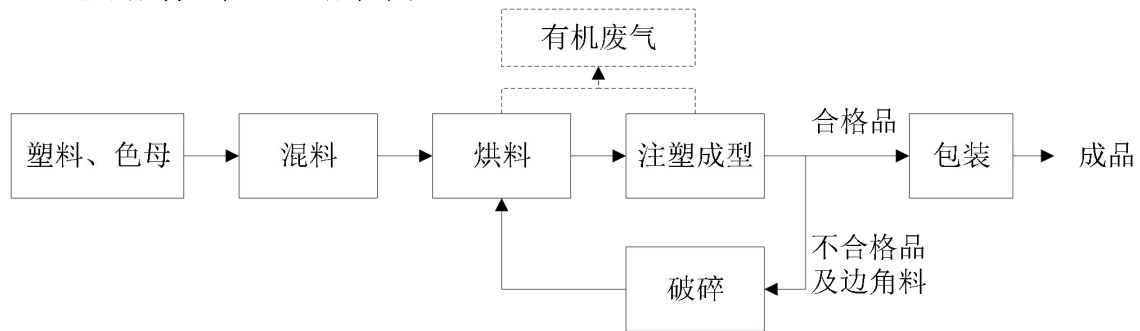 有机废气
塑料、色母
混料
烘料
注塑成型
合格品
包装
成品
不合格品
及边角料
破碎